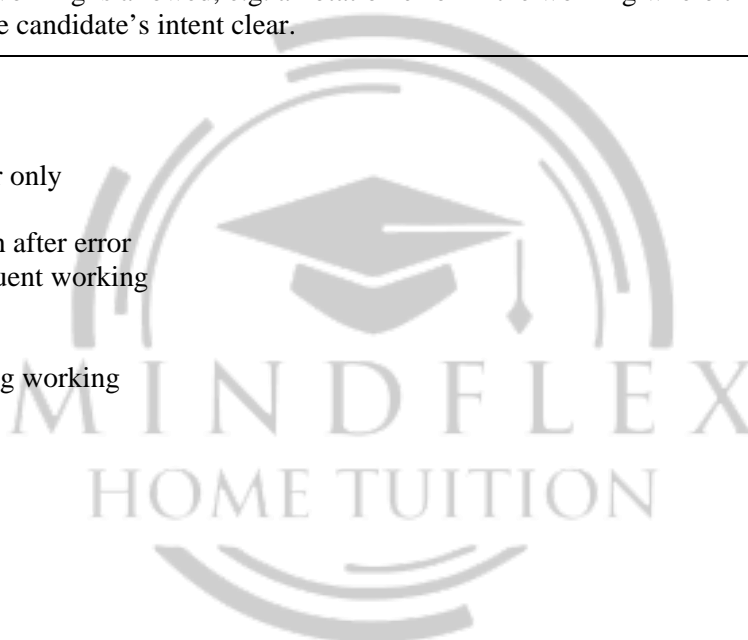 e candidate's intent clear.
r only
n after error
uent working
g working
MINDFLEX
HOME TUITION